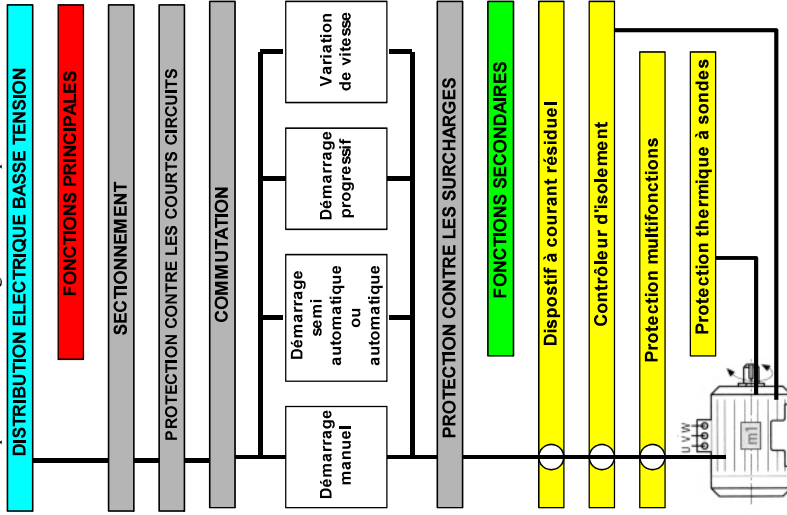 DISTRIBUTION ELECTRIQUE BASSE TENSION
FONCTIONS PRINCIPALES
SECTIONNEMENT
PROTECTION CONTRE LES COURTS CIRCUITS
COMMUTATION
Démarrage
manuel
Démarrage
semi
automatique
ou
automatique
Démarrage
progressif
Variation
de vitesse
PROTECTION CONTRE LES SURCHARGES
FONCTIONS SECONDAIRES
Dispostif à courant résiduel
Contrôleur d'isolement
Protection multifonctions
Protection thermique à sondes
U V W
m1